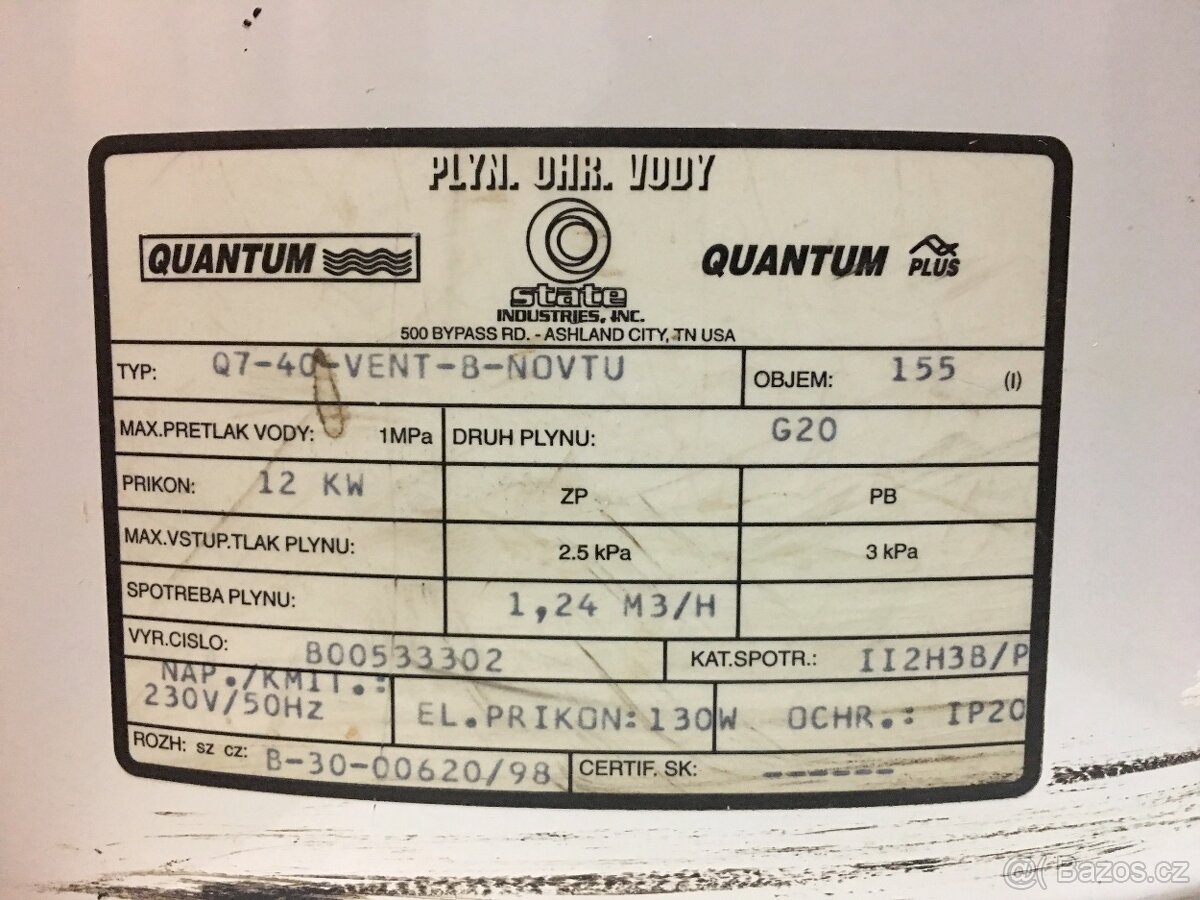 PLYN. OHR. VODY
QUANTUM
QUANTUM PLUS
state
INDUSTRIES, INC.
500 BYPASS RD. - ASHLAND CITY, TN USA
TYP: Q7-40-VENT-8-NOVTU OBJEM: 155 (l)
MAX.PRETLAK VODY: 1MPa DRUH PLYNU: G20
PRIKON: 12 KW ZP PB
MAX.VSTUP.TLAK PLYNU: 2.5 kPa 3 kPa
SPOTREBA PLYNU: 1,24 M3/H
VYR.CISLO: B00533302 KAT.SPOTR.: II2H3B/P
NAP./KMIT.:
230V/50Hz EL.PRIKON:130W OCHR.: IP20
ROZH: sz cz: B-30-00620/98 CERTIF. SK: ------
@( Bazos.cz